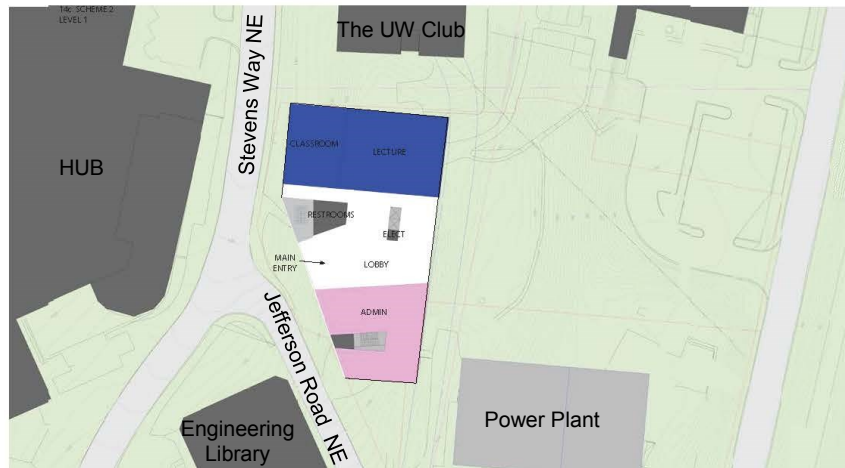 14c: SCHEME 2
LEVEL 1
The UW Club
Stevens Way NE
HUB
CLASSROOM
LECTURE
RESTROOMS
ELECT
MAIN
ENTRY
LOBBY
ADMIN
Jefferson Road NE
Engineering
Library
Power Plant